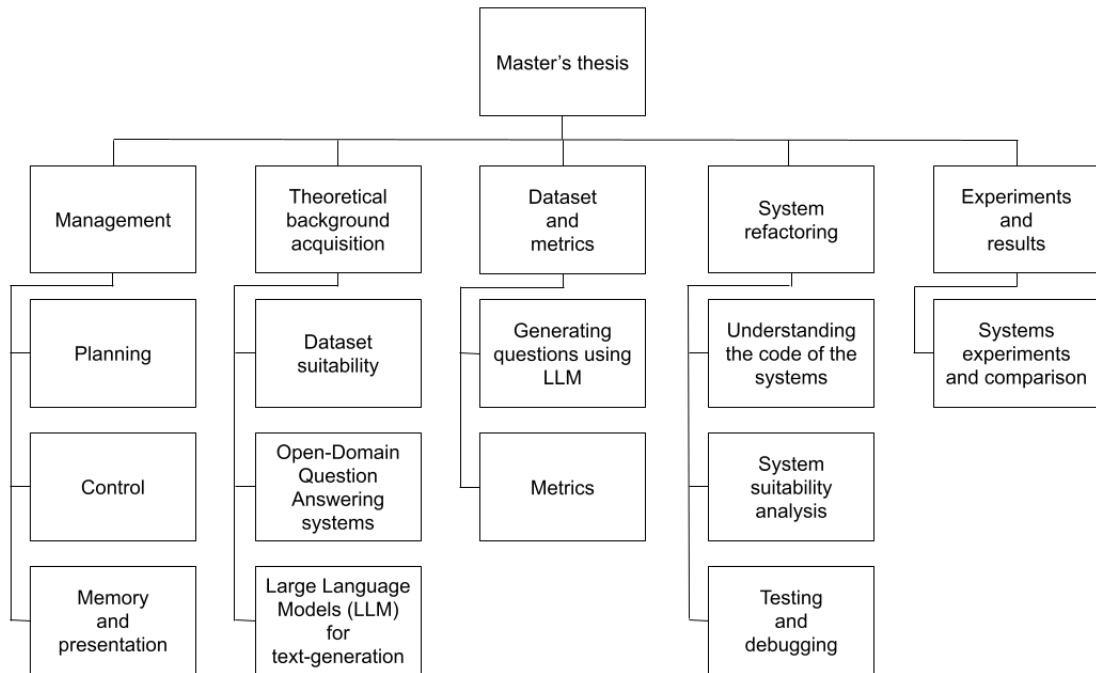 Master's thesis
Management
Theoretical
background
acquisition
Dataset
and
metrics
System
refactoring
Experiments
and
results
Planning
Dataset
suitability
Generating
questions using
LLM
Understanding
the code of the
systems
Systems
experiments
and comparison
Control
Open-Domain
Question
Answering
systems
Metrics
System
suitability
analysis
Memory
and
presentation
Large Language
Models (LLM)
for
text-generation
Testing
and
debugging